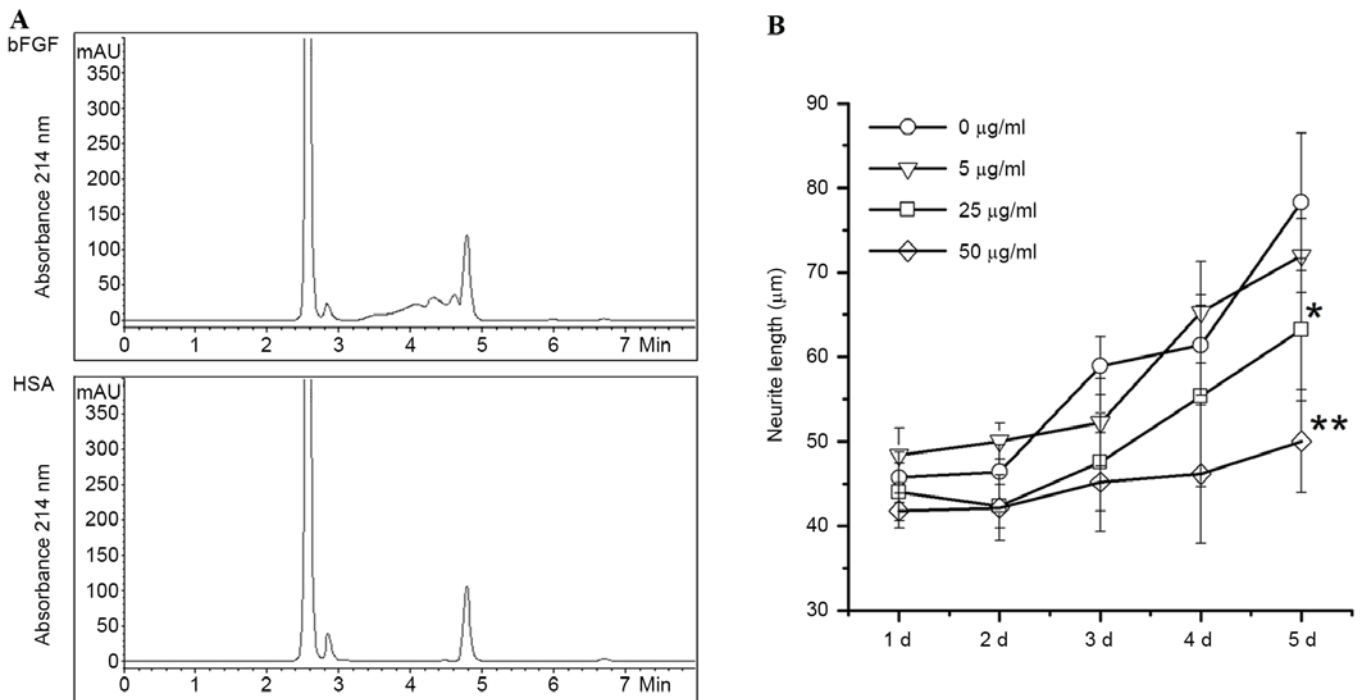 A
bFGF
mAU
350
300
250
200
150
100
50
0
Absorbance 214 nm
0 1 2 3 4 5 6 7 Min
HSA
mAU
350
300
250
200
150
100
50
0
Absorbance 214 nm
0 1 2 3 4 5 6 7 Min
B
90
80
70
60
50
40
30
Neurite length (μm)
0 μg/ml
5 μg/ml
25 μg/ml
50 μg/ml
*
**
1 d 2 d 3 d 4 d 5 d